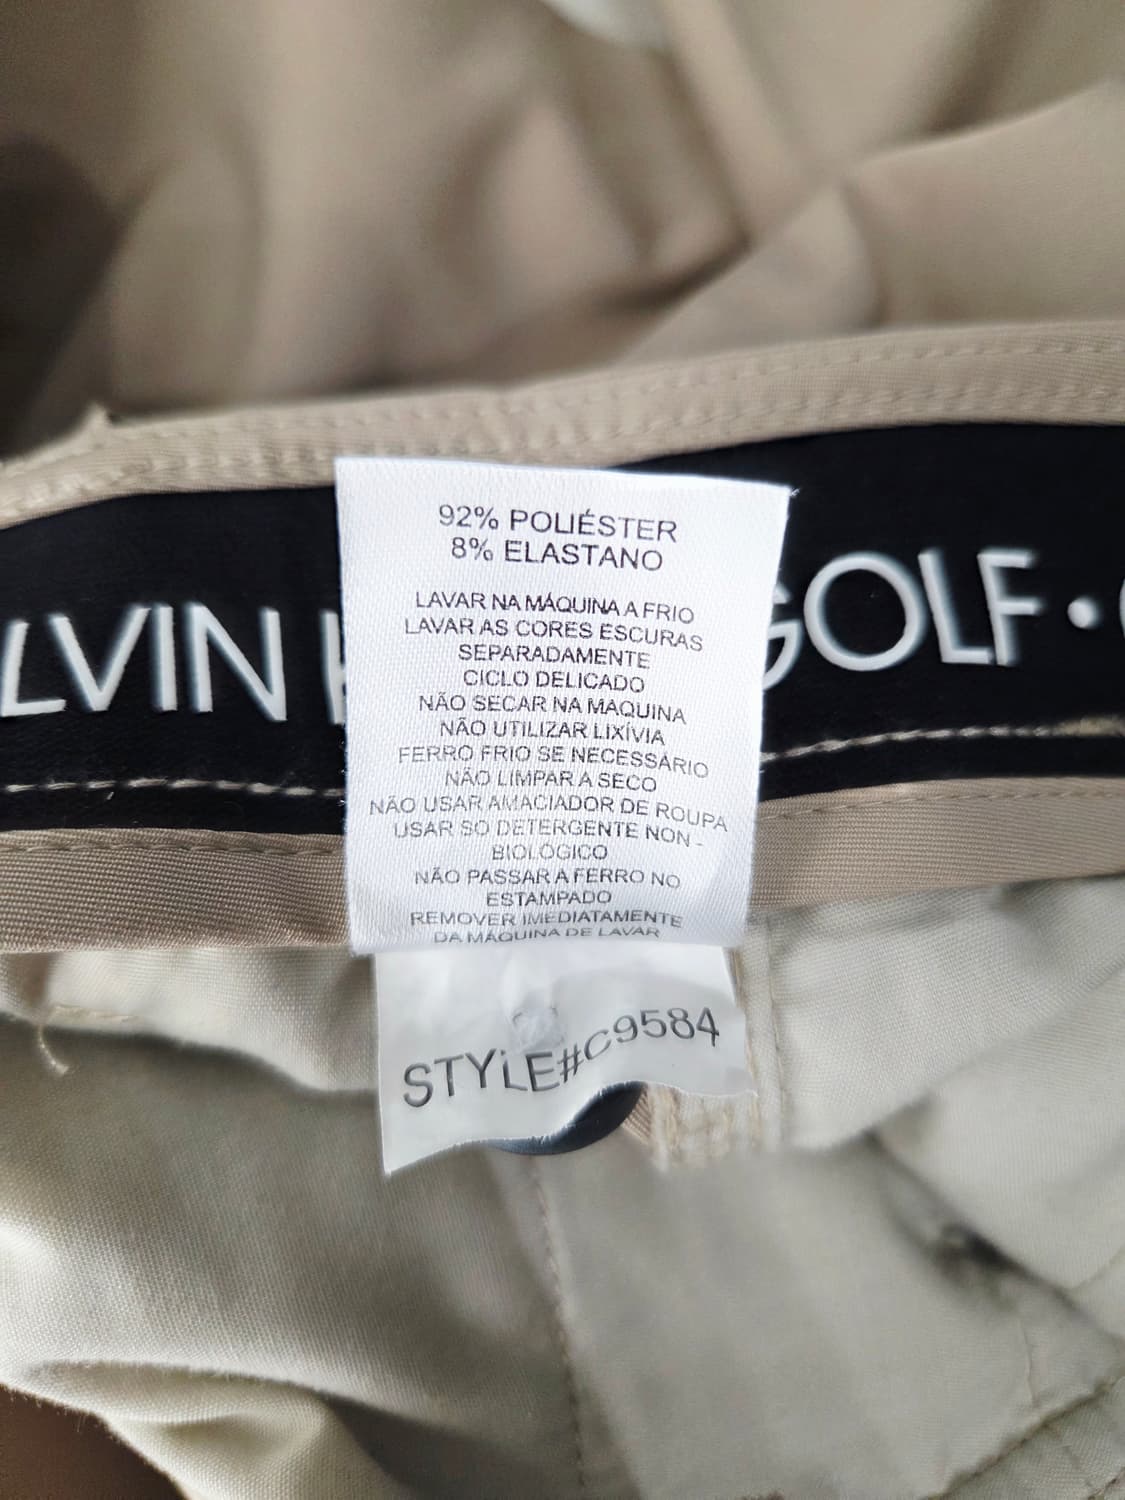 92% POLIÉSTER
8% ELASTANO
LAVAR NA MÁQUINA A FRIO
LAVAR AS CORES ESCURAS
SEPARADAMENTE
CICLO DELICADO
NÃO SECAR NA MAQUINA
NÃO UTILIZAR LIXÍVIA
FERRO FRIO SE NECESSÁRIO
NÃO LIMPAR A SECO
NÃO USAR AMACIADOR DE ROUPA
USAR SO DETERGENTE NON -
BIOLOGICO
NÃO PASSAR A FERRO NO
ESTAMPADO
REMOVER IMEDIATAMENTE
DA MÁQUINA DE LAVAR
LVIN K GOLF • C
STYLE#C9584